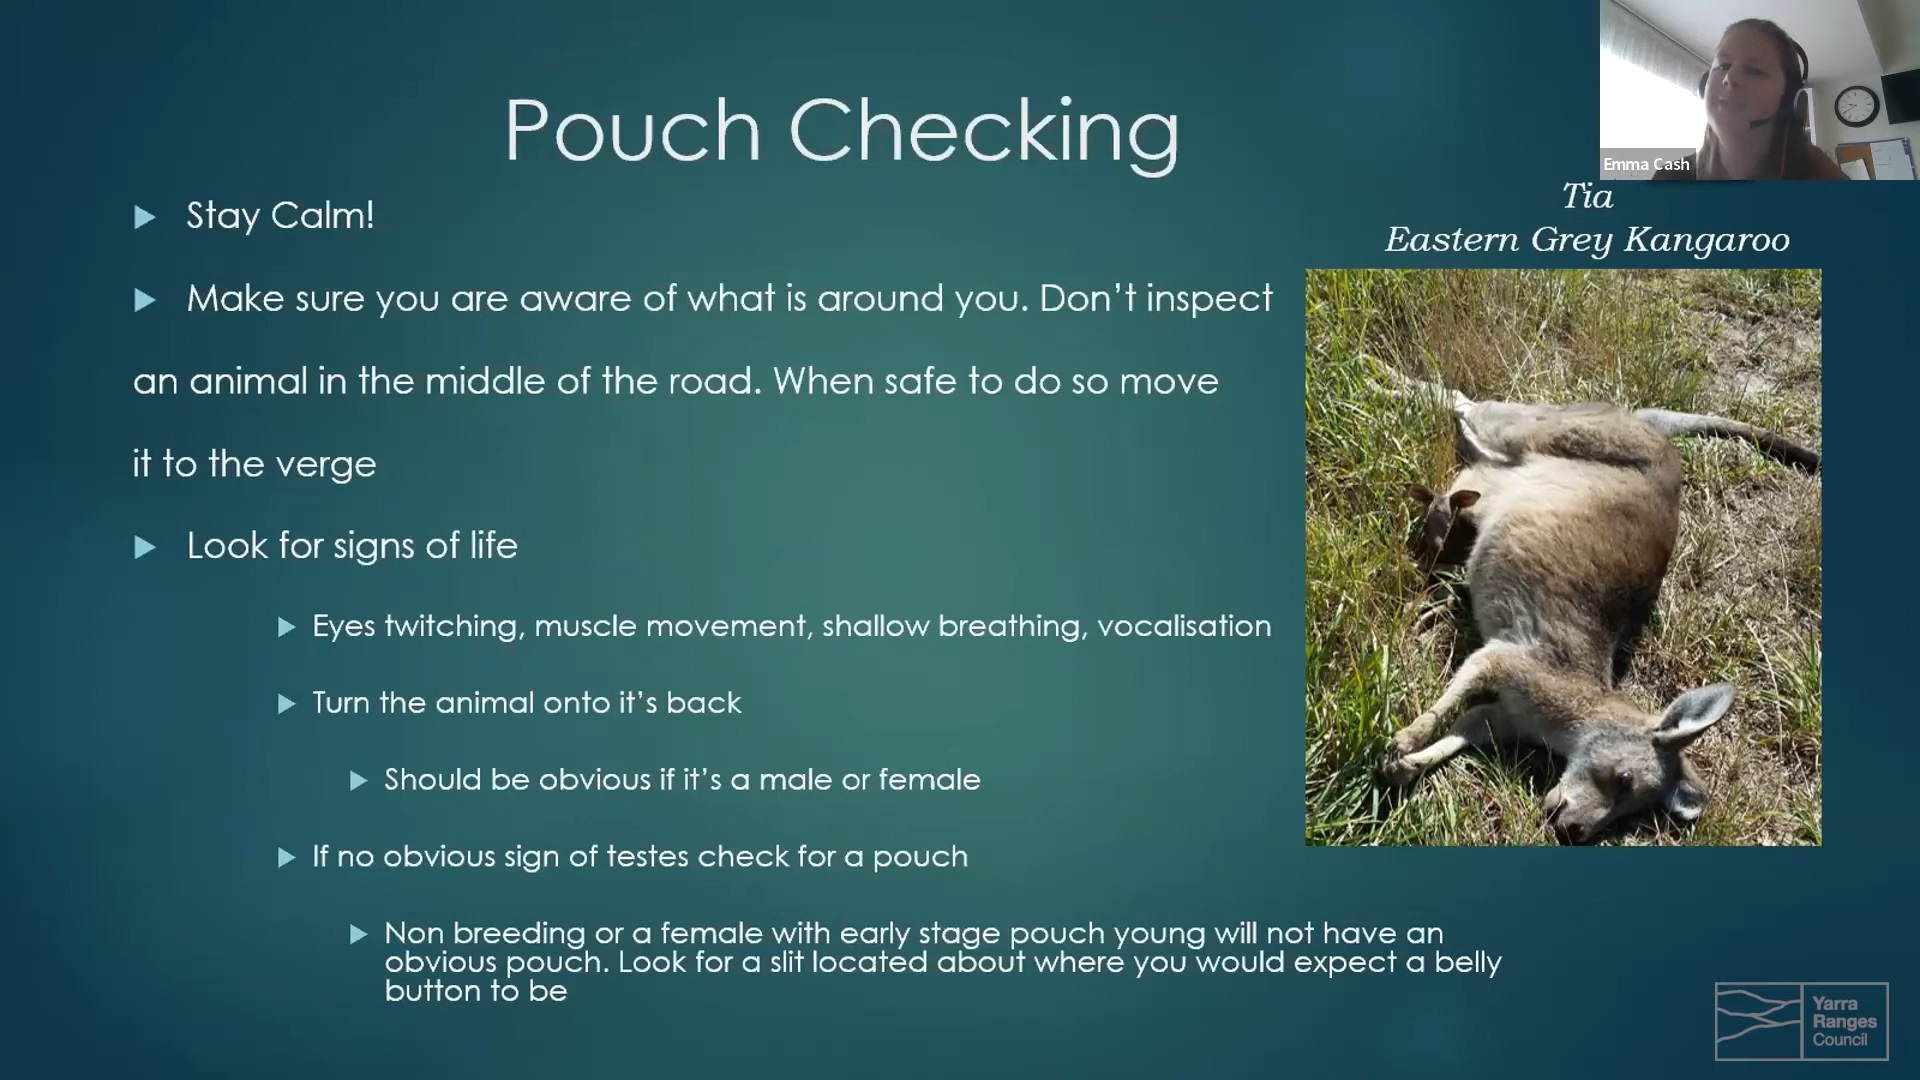 Pouch Checking
Emma Cash
Stay Calm!
Tia
Eastern Grey Kangaroo
Make sure you are aware of what is around you. Don't inspect
an animal in the middle of the road. When safe to do so move
it to the verge
Look for signs of life
Eyes twitching, muscle movement, shallow breathing, vocalisation
Turn the animal onto it's back
Should be obvious if it's a male or female
If no obvious sign of testes check for a pouch
Non breeding or a female with early stage pouch young will not have an
obvious pouch. Look for a slit located about where you would expect a belly
button to be
Yarra
Ranges
Council